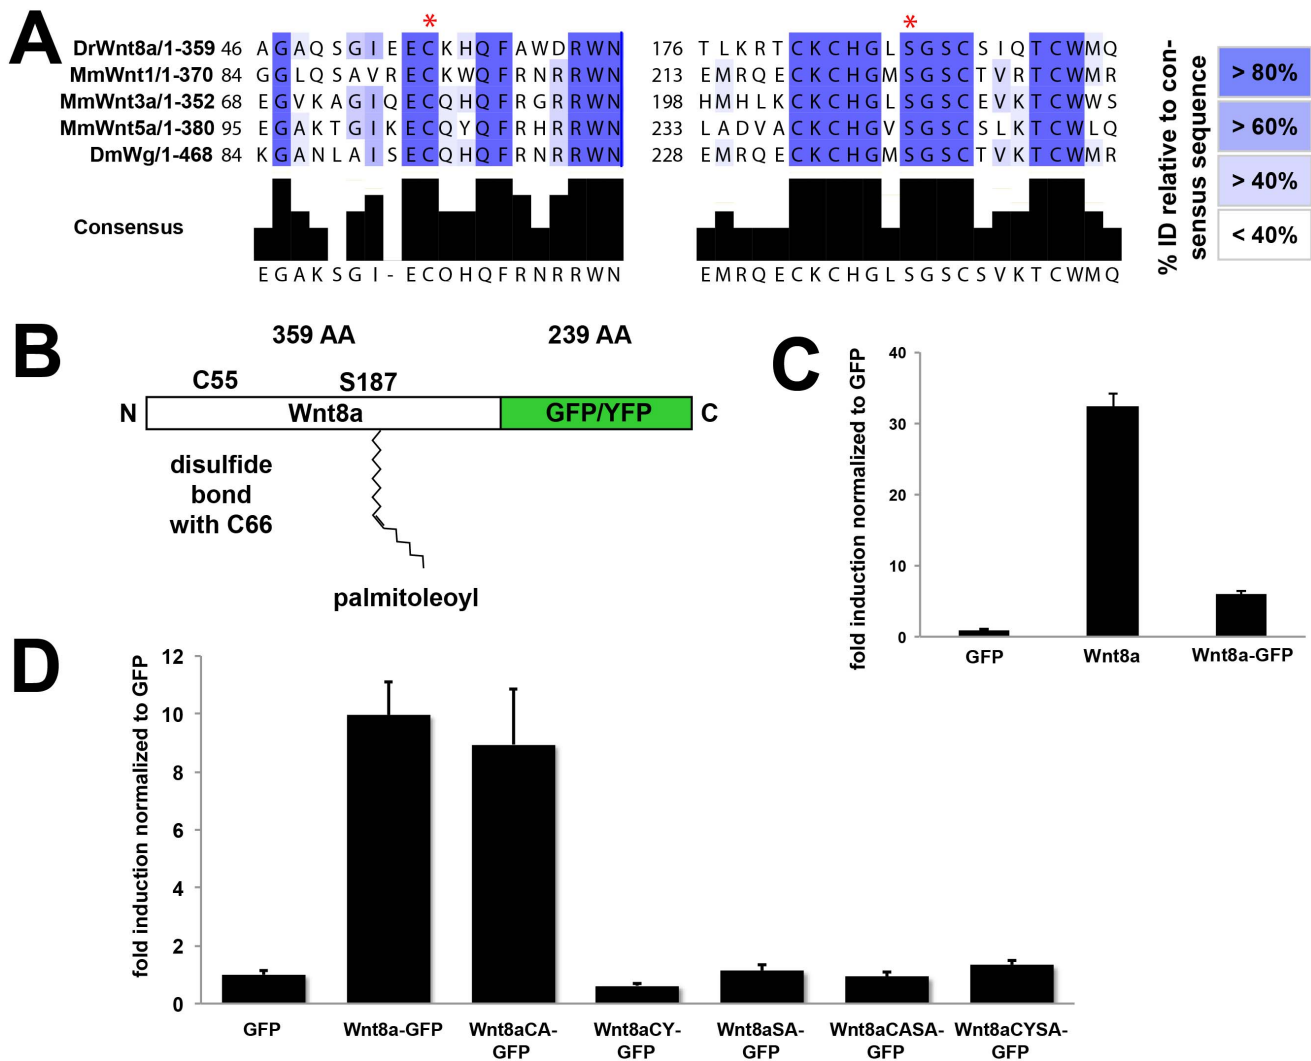 A
* *
DrWnt8a/1-359 46 A G A Q S G I E E C K H Q F A W D R W N 176 T L K R T C K C H G L S G S C S I Q T C W M Q
MmWnt1/1-370 84 G G L Q S A V R E C K W Q F R N R R W N 213 E M R Q E C K C H G M S G S C T V R T C W M R
MmWnt3a/1-352 68 E G V K A G I Q E C Q H Q F R G R R W N 198 H M H L K C K C H G L S G S C E V K T C W W S
MmWnt5a/1-380 95 E G A K T G I K E C Q Y Q F R H R R W N 233 L A D V A C K C H G V S G S C S L K T C W L Q
DmWg/1-468 84 K G A N L A I S E C Q H Q F R N R R W N 228 E M R Q E C K C H G M S G S C T V K T C W M R
Consensus
E G A K S G I - E C O H Q F R N R R W N E M R Q E C K C H G L S G S C S V K T C W M Q
% ID relative to con-
sensus sequence
> 80%
> 60%
> 40%
< 40%
B
359 AA 239 AA
C55 S187
N Wnt8a GFP/YFP C
disulfide
bond
with C66
palmitoleoyl
C
fold induction normalized to GFP
40
30
20
10
0
GFP Wnt8a Wnt8a-GFP
D
fold induction normalized to GFP
12
10
8
6
4
2
0
GFP Wnt8a-GFP Wnt8aCA- Wnt8aCY- Wnt8aSA- Wnt8aCASA- Wnt8aCYSA-
GFP GFP GFP GFP GFP